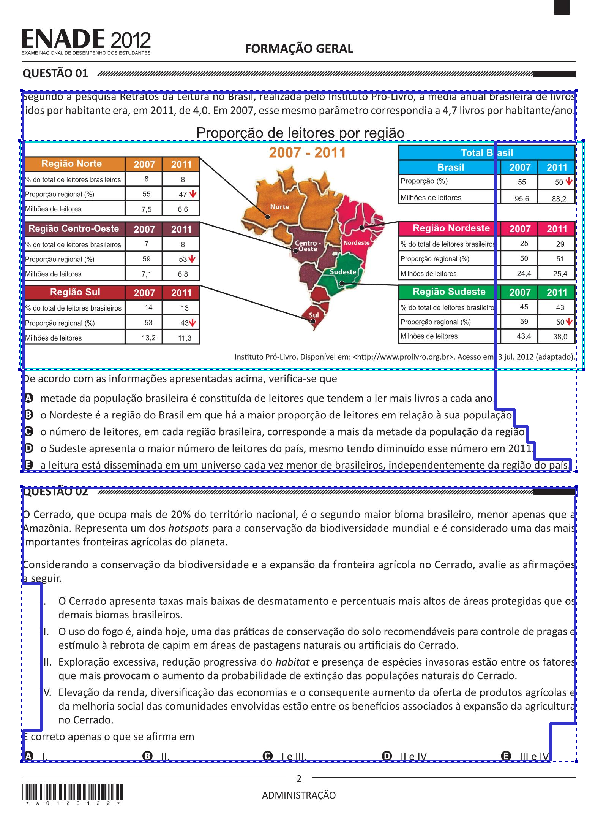 ENADE 2012
EXAME NACIONAL DE DESEMPENHO DOS ESTUDANTES
FORMAÇÃO GERAL
QUESTÃO 01
Segundo a pesquisa Retratos da Leitura no Brasil, realizada pelo Instituto Pró-Livro, a média anual brasileira de livros
lidos por habitante era, em 2011, de 4,0. Em 2007, esse mesmo parâmetro correspondia a 4,7 livros por habitante/ano.
Proporção de leitores por região
2007 - 2011
Região Norte 2007 2011
% do total de leitores brasileiros 8 8
Proporção regional (%) 55 47
Milhões de leitores 7,5 6,6
Região Centro-Oeste 2007 2011
% do total de leitores brasileiros 7 8
Proporção regional (%) 59 53
Milhões de leitores 7,1 6,8
Região Sul 2007 2011
% do total de leitores brasileiros 14 13
Proporção regional (%) 53 43
Milhões de leitores 13,2 11,3
Norte
Centro -
Oeste
Nordeste
Sudeste
Sul
Total Brasil
Brasil 2007 2011
Proporção (%) 55 50
Milhões de leitores 95,6 88,2
Região Nordeste 2007 2011
% do total de leitores brasileiros 25 29
Proporção regional (%) 50 51
Milhões de leitores 24,4 25,4
Região Sudeste 2007 2011
% do total de leitores brasileiros 45 43
Proporção regional (%) 59 50
Milhões de leitores 43,4 38,0
Instituto Pró-Livro. Disponível em: <http://www.prolivro.org.br>. Acesso em: 3 jul. 2012 (adaptado).
De acordo com as informações apresentadas acima, verifica-se que
A metade da população brasileira é constituída de leitores que tendem a ler mais livros a cada ano.
B o Nordeste é a região do Brasil em que há a maior proporção de leitores em relação à sua população.
C o número de leitores, em cada região brasileira, corresponde a mais da metade da população da região.
D o Sudeste apresenta o maior número de leitores do país, mesmo tendo diminuído esse número em 2011.
E a leitura está disseminada em um universo cada vez menor de brasileiros, independentemente da região do país.
QUESTÃO 02
O Cerrado, que ocupa mais de 20% do território nacional, é o segundo maior bioma brasileiro, menor apenas que a
Amazônia. Representa um dos hotspots para a conservação da biodiversidade mundial e é considerado uma das mais
importantes fronteiras agrícolas do planeta.
Considerando a conservação da biodiversidade e a expansão da fronteira agrícola no Cerrado, avalie as afirmações
a seguir.
I. O Cerrado apresenta taxas mais baixas de desmatamento e percentuais mais altos de áreas protegidas que os
demais biomas brasileiros.
II. O uso do fogo é, ainda hoje, uma das práticas de conservação do solo recomendáveis para controle de pragas e
estímulo à rebrota de capim em áreas de pastagens naturais ou artificiais do Cerrado.
III. Exploração excessiva, redução progressiva do habitat e presença de espécies invasoras estão entre os fatores
que mais provocam o aumento da probabilidade de extinção das populações naturais do Cerrado.
IV. Elevação da renda, diversificação das economias e o consequente aumento da oferta de produtos agrícolas e
da melhoria social das comunidades envolvidas estão entre os benefícios associados à expansão da agricultura
no Cerrado.
É correto apenas o que se afirma em
A I. B II. C I e III. D II e IV. E III e IV.
2
ADMINISTRAÇÃO